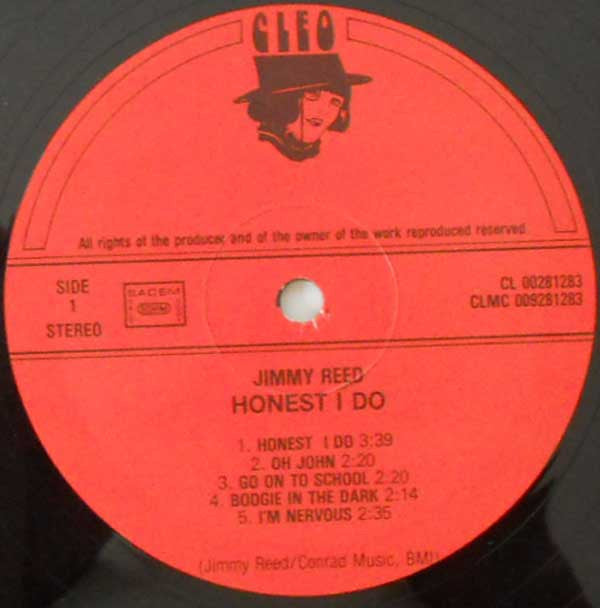 CLEO
All rights of the producer and of the owner of the work reproduced reserved
SIDE
1
STEREO
SACEM
CL 00281283
CLMC 009281283
JIMMY REED
HONEST I DO
1. HONEST I DO 3:39
2. OH JOHN 2:20
3. GO ON TO SCHOOL 2:20
4. BOOGIE IN THE DARK 2:14
5. I'M NERVOUS 2:35
(Jimmy Reed/Conrad Music, BMI)